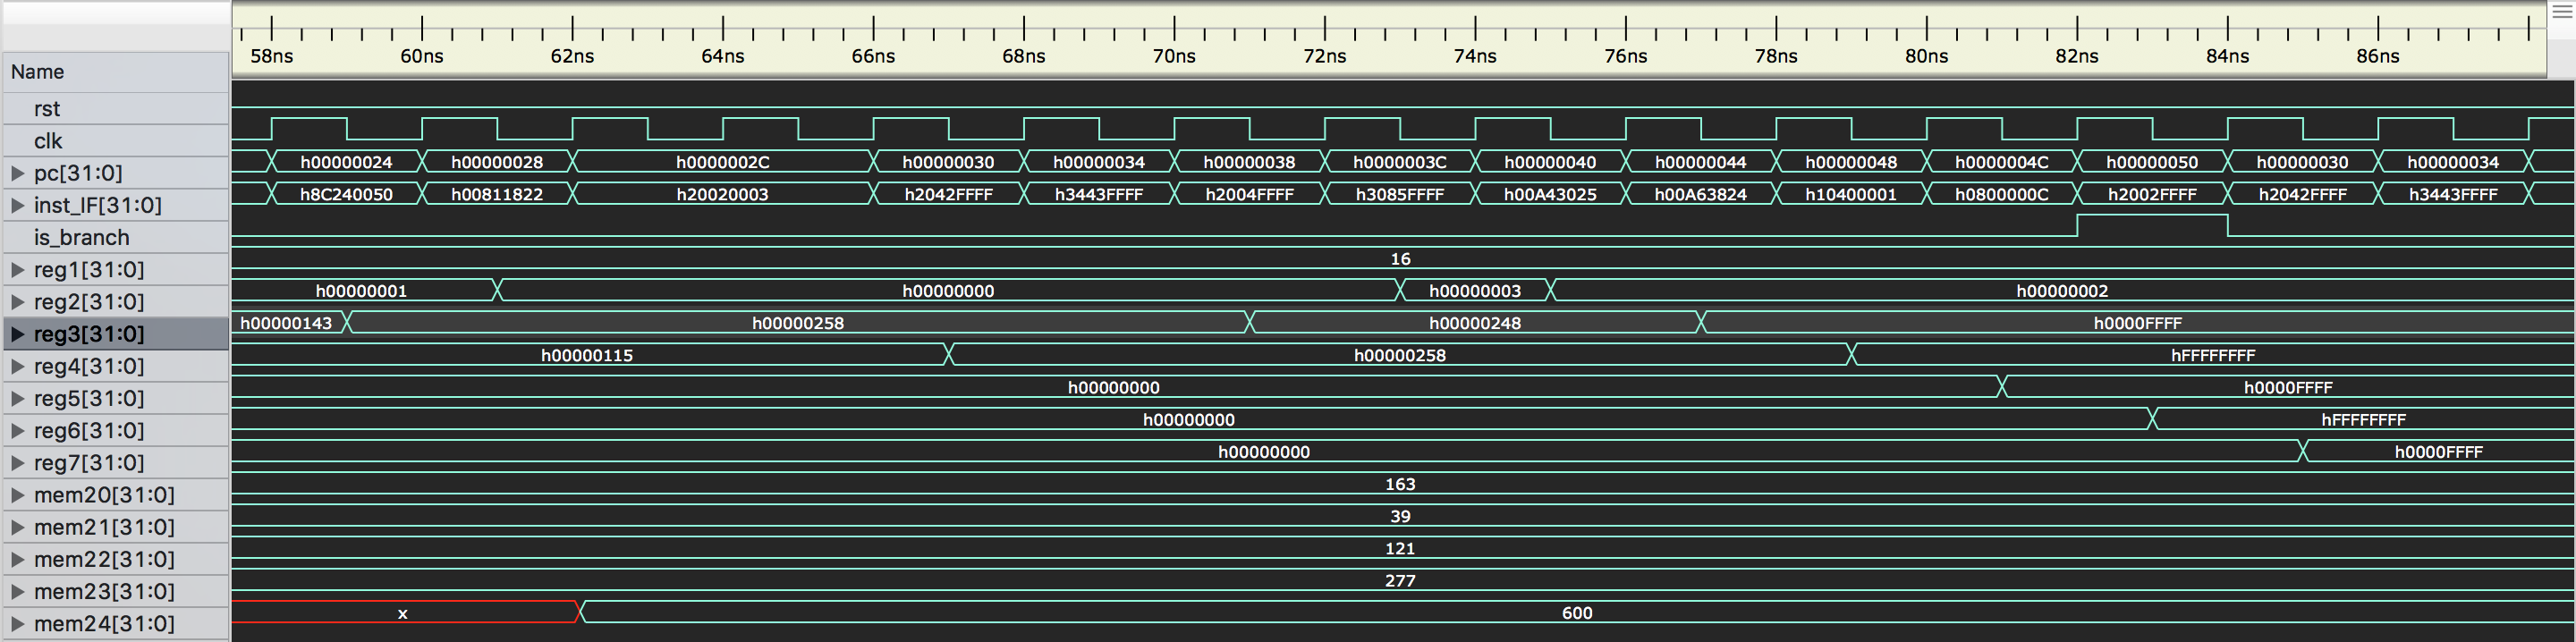 58ns 60ns 62ns 64ns 66ns 68ns 70ns 72ns 74ns 76ns 78ns 80ns 82ns 84ns 86ns
Name
rst
clk
pc[31:0] h00000024 h00000028 h0000002C h00000030 h00000034 h00000038 h0000003C h00000040 h00000044 h00000048 h0000004C h00000050 h00000030 h00000034
inst_IF[31:0] h8C240050 h00811822 h20020003 h2042FFFF h3443FFFF h2004FFFF h3085FFFF h00A43025 h00A63824 h10400001 h0800000C h2002FFFF h2042FFFF h3443FFFF
is_branch
reg1[31:0] 16
reg2[31:0] h00000001 h00000000 h00000003 h00000002
reg3[31:0] h00000143 h00000258 h00000248 h0000FFFF
reg4[31:0] h00000115 h00000258 hFFFFFFFF
reg5[31:0] h00000000 h0000FFFF
reg6[31:0] h00000000 hFFFFFFFF
reg7[31:0] h00000000 h0000FFFF
mem20[31:0] 163
mem21[31:0] 39
mem22[31:0] 121
mem23[31:0] 277
mem24[31:0] x 600